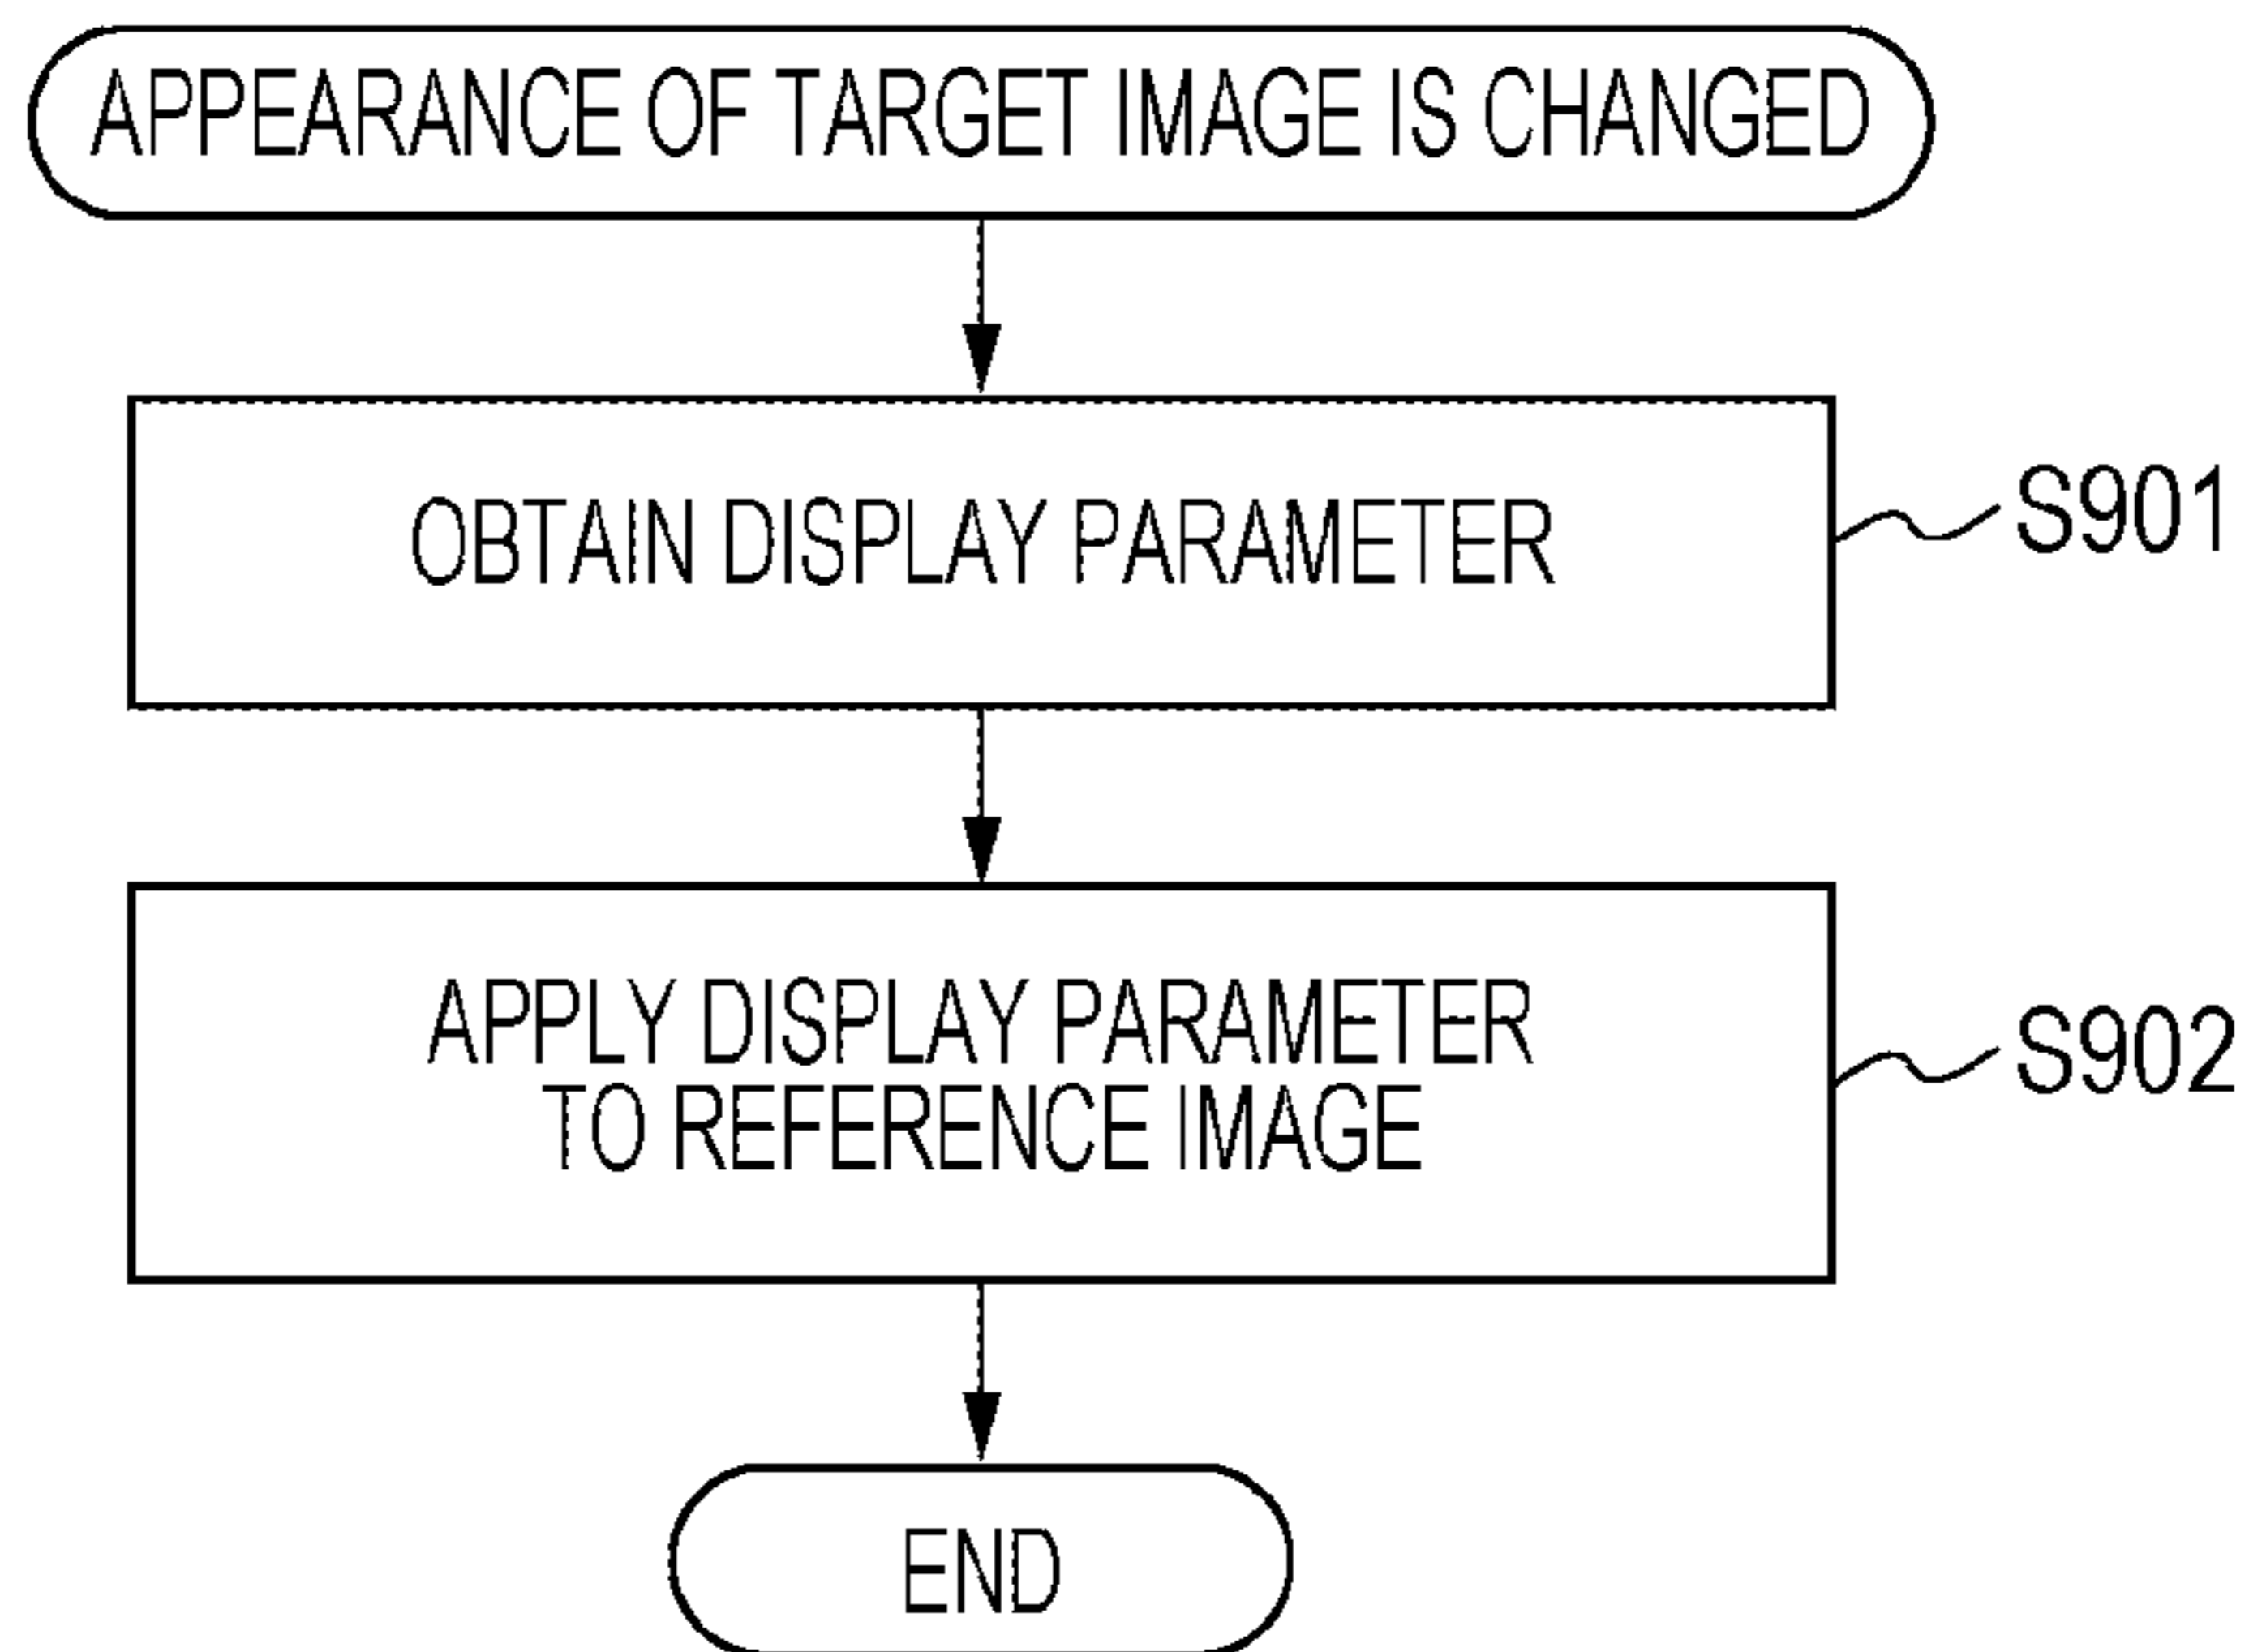 APPEARANCE OF TARGET IMAGE IS CHANGED
OBTAIN DISPLAY PARAMETER
S901
APPLY DISPLAY PARAMETER
TO REFERENCE IMAGE
S902
END